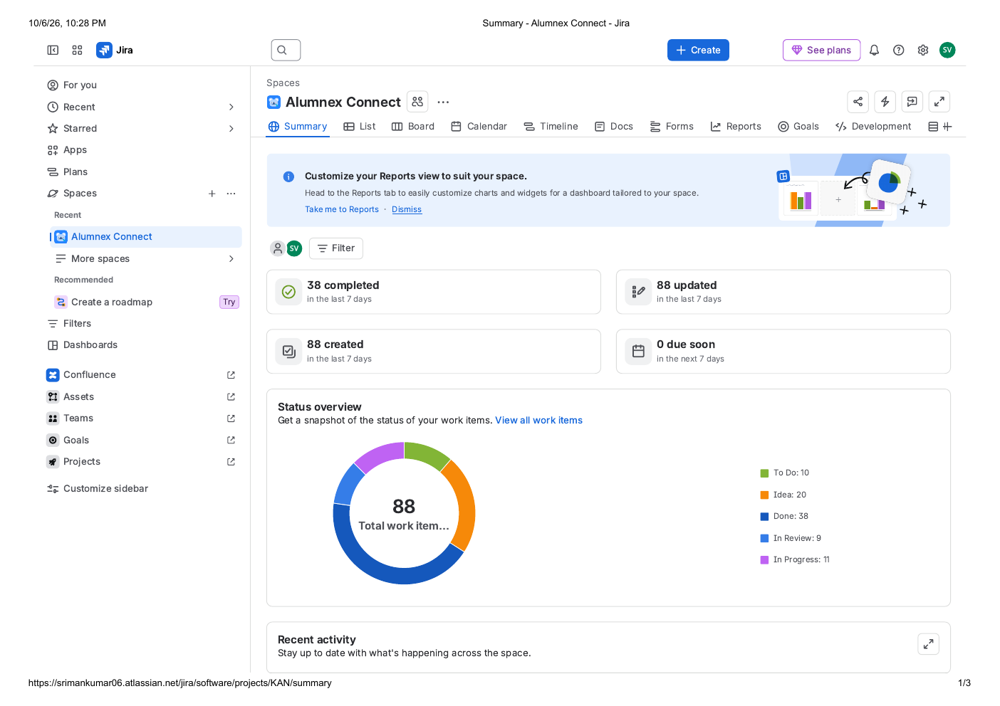 10/6/26, 10:28 PM
Summary - Alumnex Connect - Jira
Jira
Create
See plans
SV
For you
Recent
Starred
Apps
Plans
Spaces
Recent
Alumnex Connect
More spaces
Recommended
Create a roadmap
Try
Filters
Dashboards
Confluence
Assets
Teams
Goals
Projects
Customize sidebar
Spaces
Alumnex Connect
Summary
List
Board
Calendar
Timeline
Docs
Forms
Reports
Goals
Development
Customize your Reports view to suit your space.
Head to the Reports tab to easily customize charts and widgets for a dashboard tailored to your space.
Take me to Reports · Dismiss
SV
Filter
38 completed
in the last 7 days
88 updated
in the last 7 days
88 created
in the last 7 days
0 due soon
in the next 7 days
Status overview
Get a snapshot of the status of your work items. View all work items
88
Total work item...
To Do: 10
Idea: 20
Done: 38
In Review: 9
In Progress: 11
Recent activity
Stay up to date with what's happening across the space.
https://srimankumar06.atlassian.net/jira/software/projects/KAN/summary
1/3